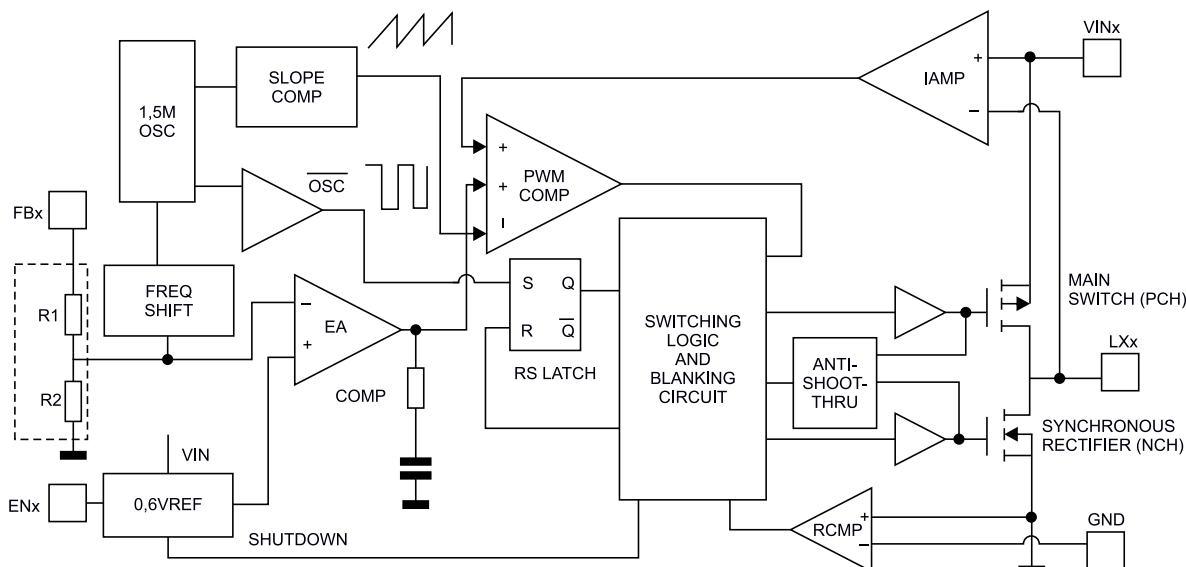 VINx
IAMP
+
−
SLOPE
COMP
1,5M
OSC
PWM
COMP
+
+
I
OSC
FBx
FREQ
SHIFT
R1
R2
EA
−
+
S
Q
R
Q
RS LATCH
COMP
SWITCHING
LOGIC
AND
BLANKING
CIRCUIT
ANTI-
SHOOT-
THRU
MAIN
SWITCH (PCH)
LXx
SYNCHRONOUS
RECTIFIER (NCH)
VIN
ENx
0,6VREF
SHUTDOWN
RCMP
+
−
GND